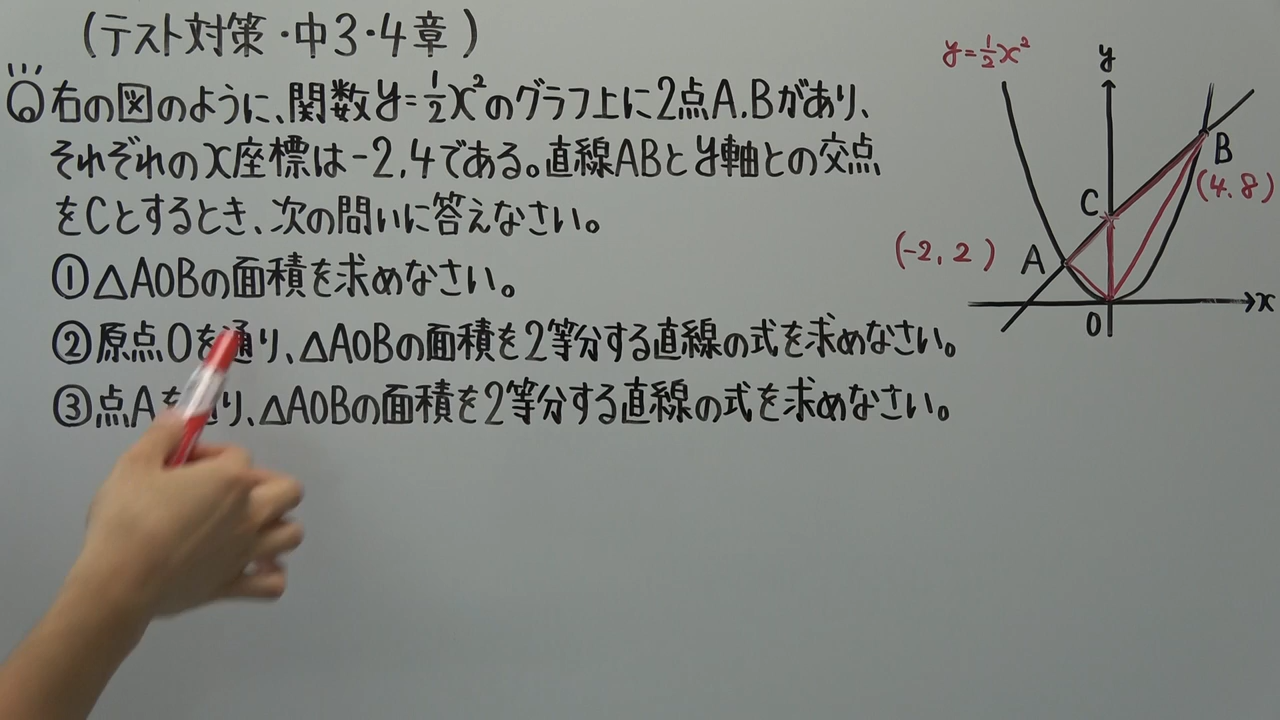 (テスト対策・中3・4章)
Q 右の図のように、関数y=1/2x²のグラフ上に2点A.Bがあり、
それぞれのx座標は-2,4である。直線ABとy軸との交点
をCとするとき、次の問いに答えなさい。
①△AOBの面積を求めなさい。
②原点Oを通り、△AOBの面積を2等分する直線の式を求めなさい。
③点A り、△AOBの面積を2等分する直線の式を求めなさい。
y=1/2x²
y
B
(4.8)
C
(-2,2)
A
x
O